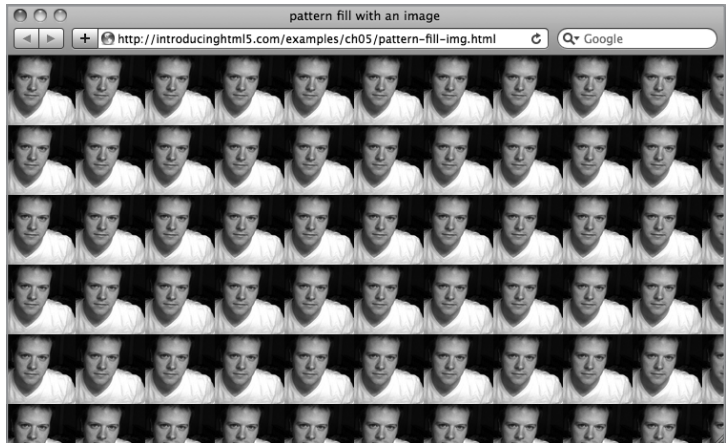 pattern fill with an image
http://introducinghtml5.com/examples/ch05/pattern-fill-img.html
Google